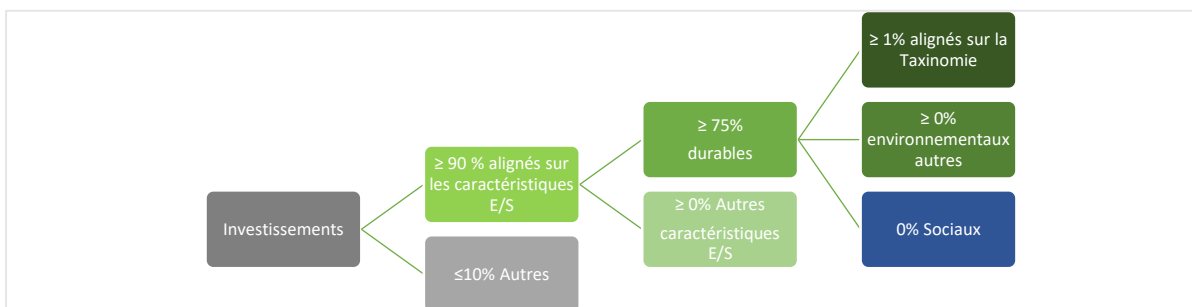 Investissements
≥ 90 % alignés sur
les caractéristiques
E/S
≤10% Autres
≥ 75%
durables
≥ 0% Autres
caractéristiques
E/S
≥ 1% alignés sur la
Taxinomie
≥ 0%
environnementaux
autres
0% Sociaux